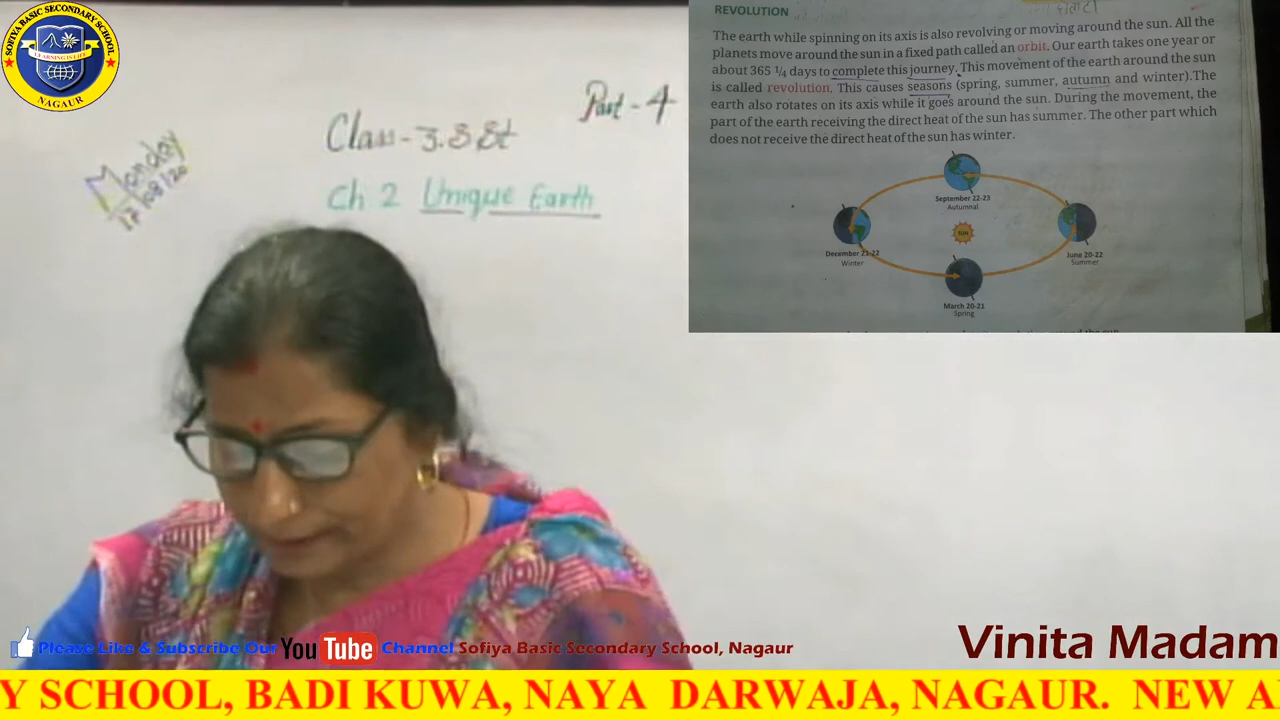 SOFIYA BASIC SECONDARY SCHOOL
LEARNING IS LIFE
NAGAUR
Monday
17/08/20
Part - 4
Class - 3. S St
Ch 2 Unique Earth
REVOLUTION
The earth while spinning on its axis is also revolving or moving around the sun. All the
planets move around the sun in a fixed path called an orbit. Our earth takes one year or
about 365 ¼ days to complete this journey. This movement of the earth around the sun
is called revolution. This causes seasons (spring, summer, autumn and winter).The
earth also rotates on its axis while it goes around the sun. During the movement, the
part of the earth receiving the direct heat of the sun has summer. The other part which
does not receive the direct heat of the sun has winter.
September 22-23
Autumnal
SUN
December 21-22
Winter
June 20-22
Summer
March 20-21
Spring
Please Like & Subscribe Our YouTube Channel Sofiya Basic Secondary School, Nagaur
Vinita Madam
Y SCHOOL, BADI KUWA, NAYA DARWAJA, NAGAUR. NEW A